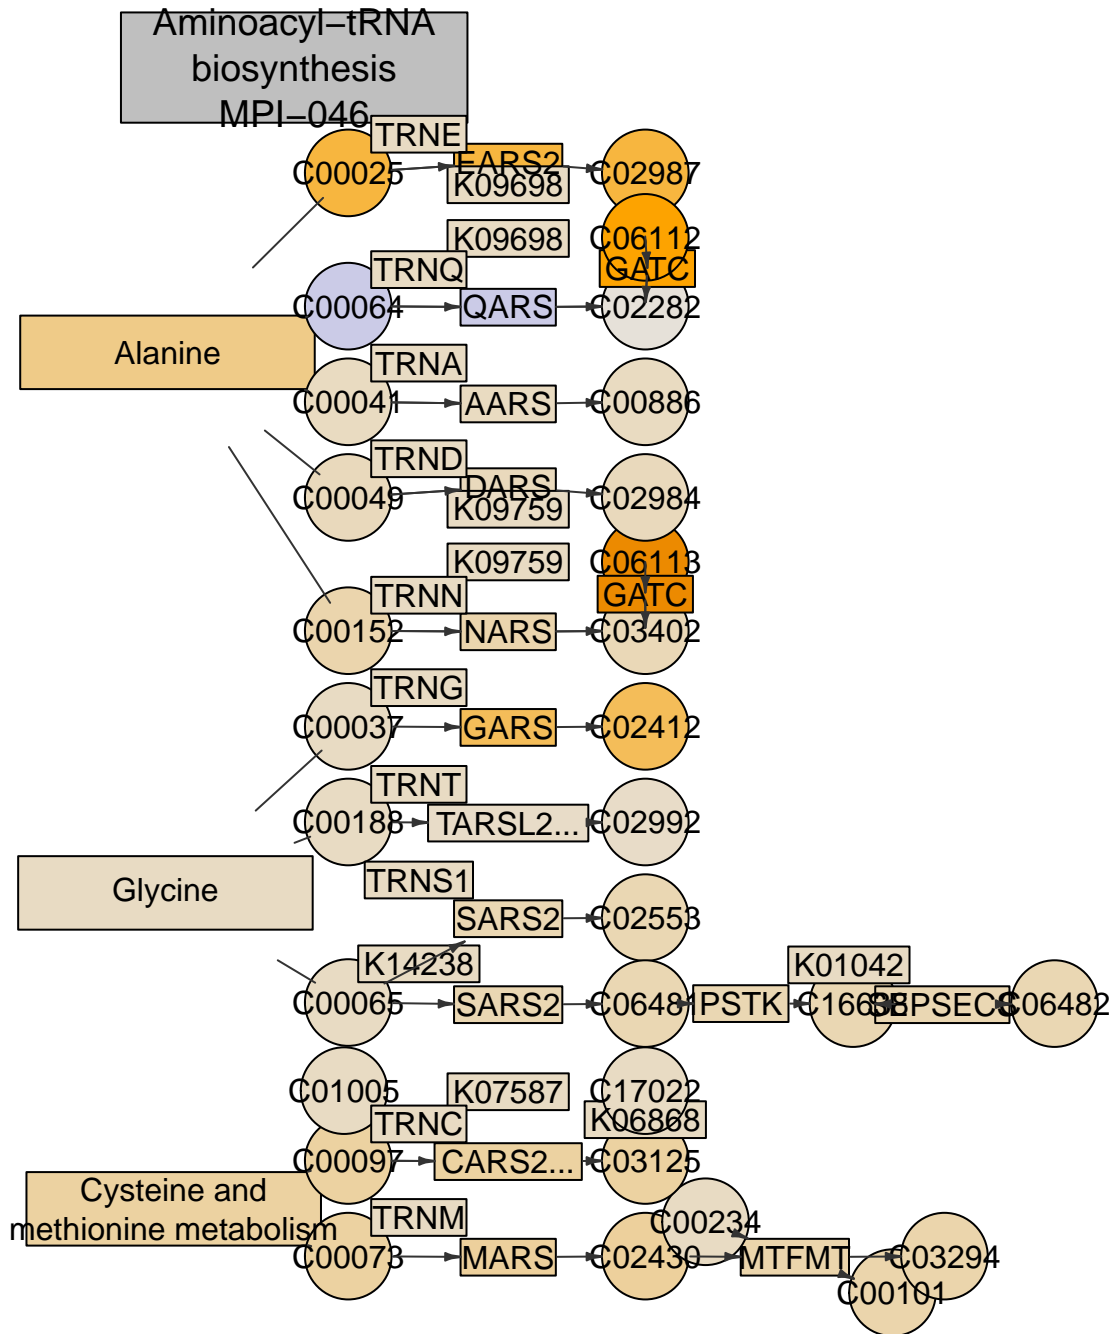 Aminoacyl−tRNA
biosynthesis
MPI−046
TRNE
C00025
EARS2
K09698
C02987
K09698
C06112
TRNQ
GATC
C00064
QARS
C02282
Alanine
TRNA
C00041
AARS
C00886
TRND
C00049
DARS
K09759
C02984
K09759
C06113
TRNN
GATC
C00152
NARS
C03402
TRNG
C00037
GARS
C02412
TRNT
C00188
TARSL2...
C02992
Glycine
TRNS1
SARS2
C02553
K14238
K01042
C00065
SARS2
C06481
PSTK
SEPSECS
C06482
C01005
K07587
C17022
TRNC
K06868
C00097
CARS2...
C03125
Cysteine and
methionine metabolism
TRNM
C00234
C00073
MARS
C02430
MTFMT
C03294
C00101